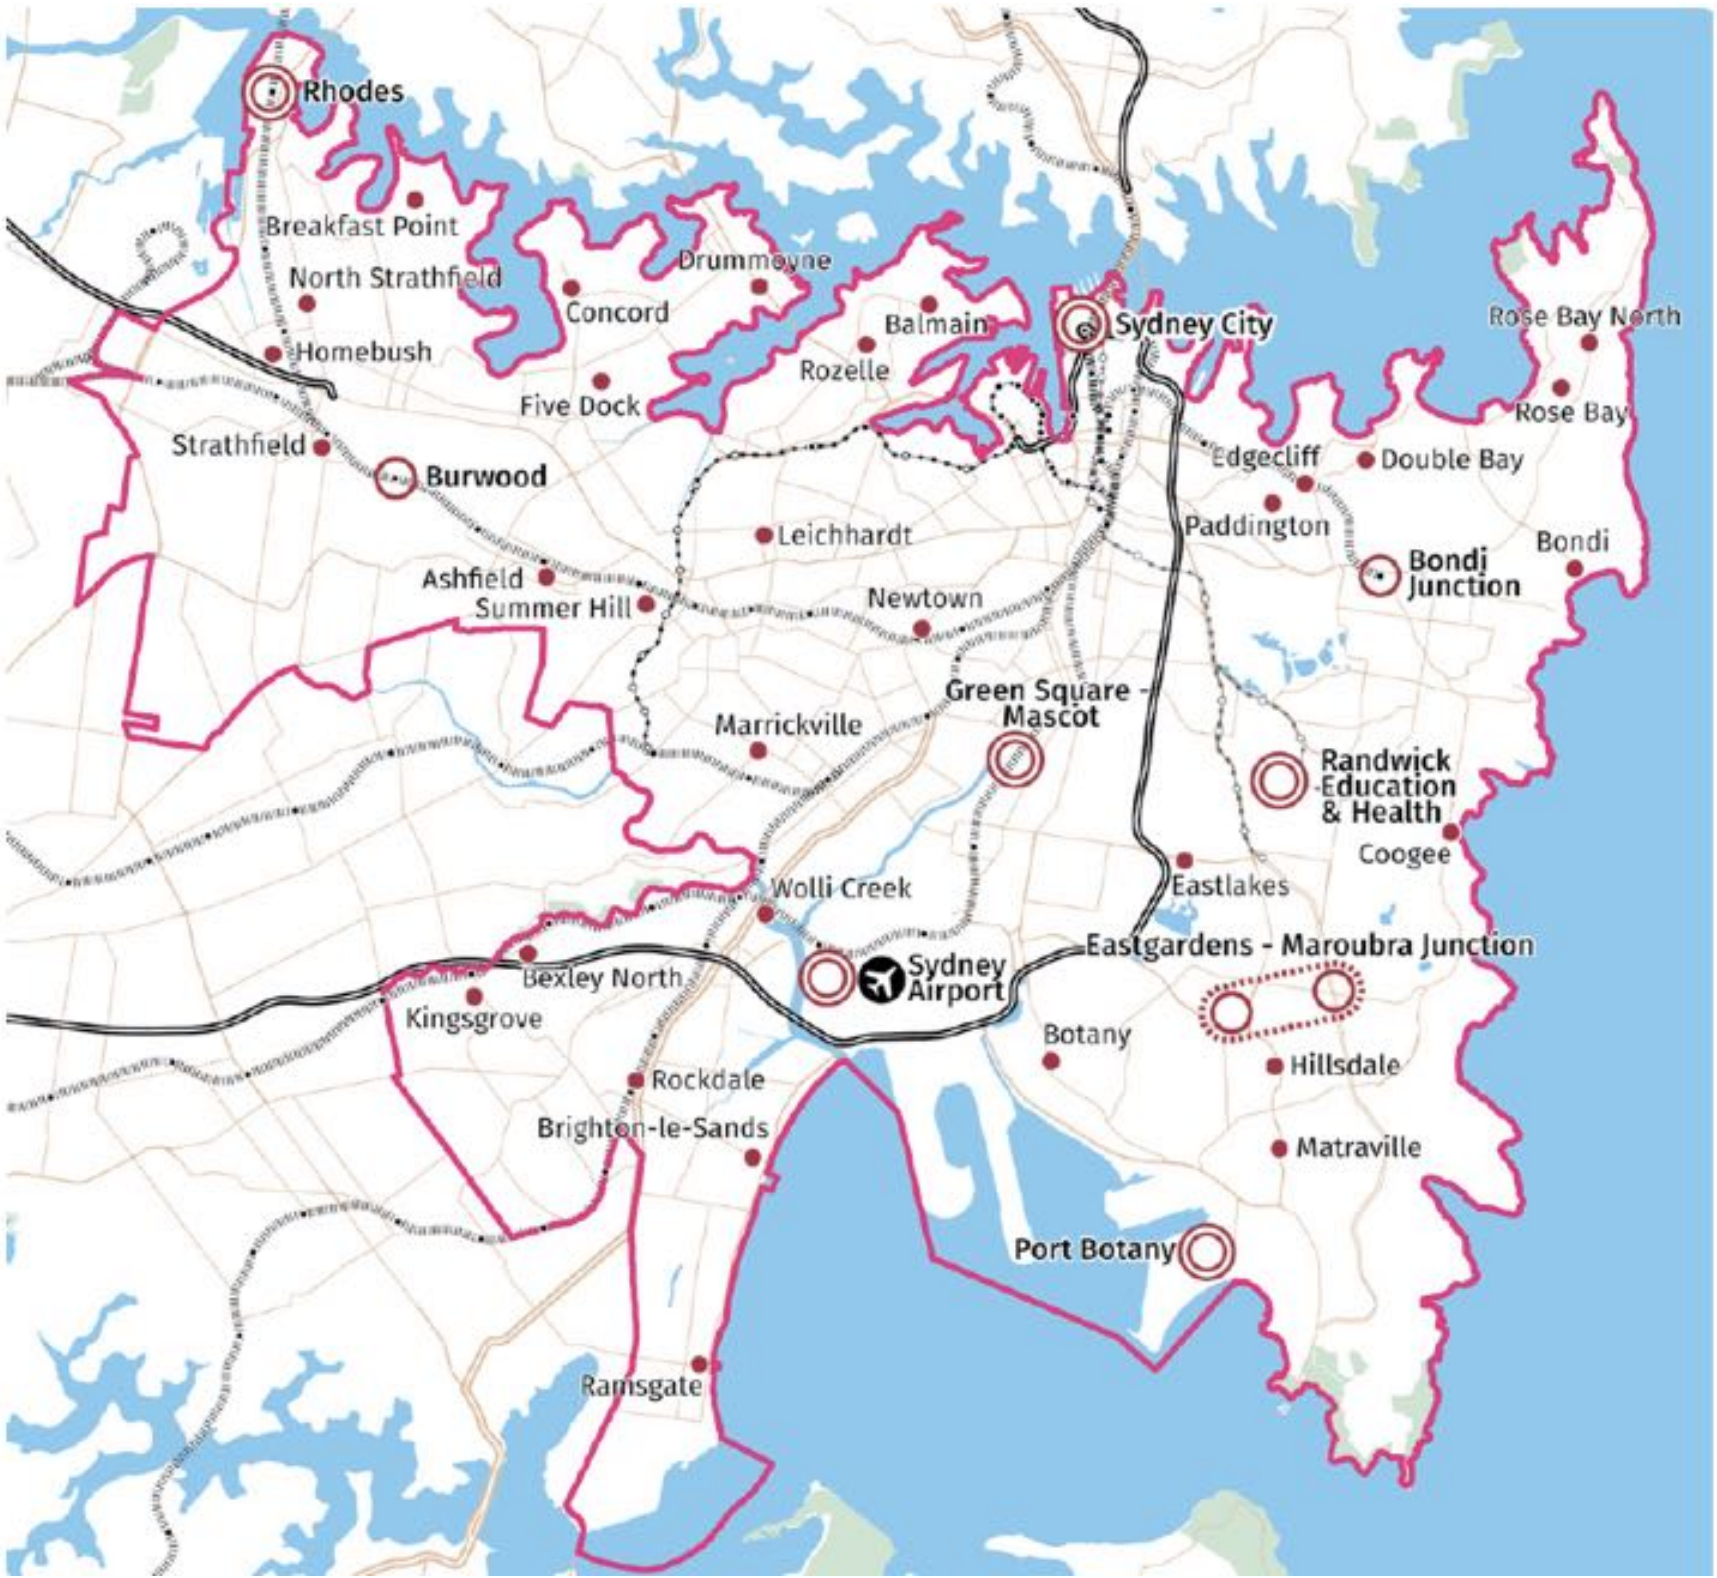 Rhodes
Breakfast Point
North Strathfield
Drummoyne
Concord
Balmain
Sydney City
Rose Bay North
Homebush
Rozelle
Five Dock
Rose Bay
Strathfield
Edgecliff
Double Bay
Burwood
Paddington
Leichhardt
Bondi
Bondi
Junction
Ashfield
Summer Hill
Newtown
Green Square -
Mascot
Marrickville
Randwick
-Education
& Health
Coogee
Wolli Creek
Eastlakes
Eastgardens - Maroubra Junction
Sydney
Airport
Bexley North
Kingsgrove
Botany
Hillsdale
Rockdale
Brighton-le-Sands
Matraville
Port Botany
Ramsgate